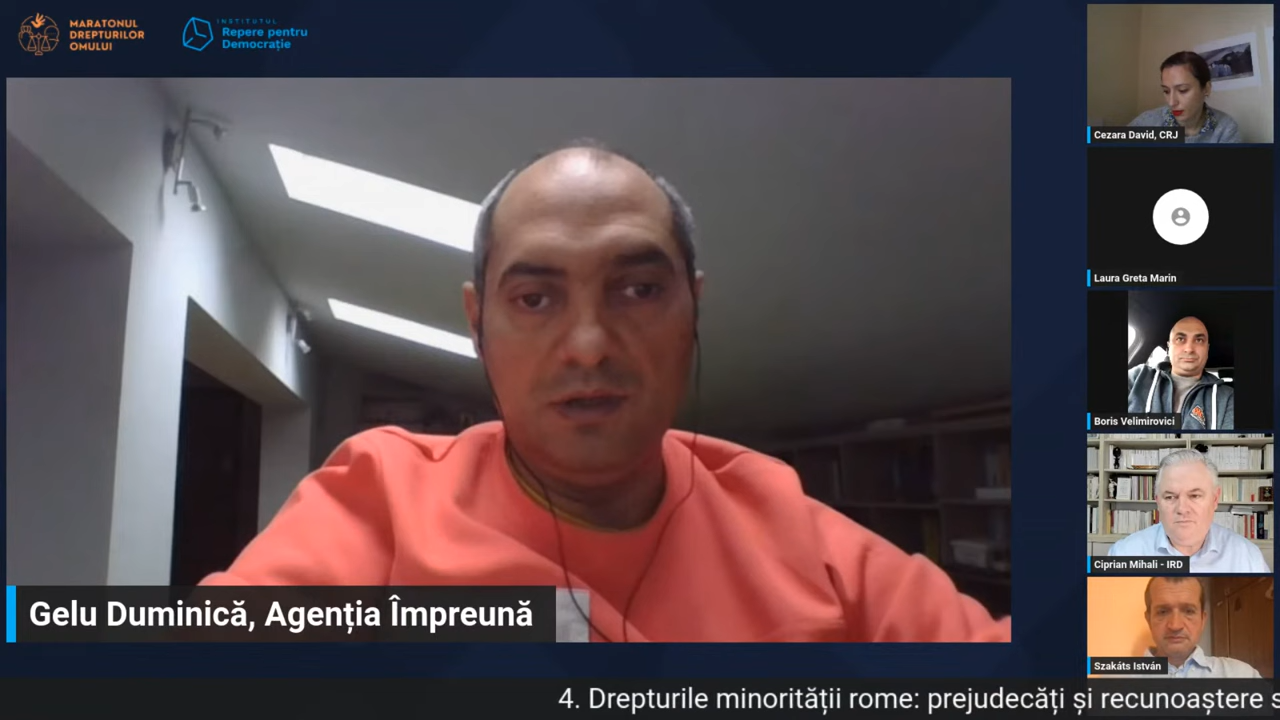 MARATONUL
DREPTURILOR
OMULUI
INSTITUTUL
Repere pentru
Democrație
Cezara David, CRJ
Laura Greta Marin
Boris Velimirovici
Ciprian Mihali - IRD
Szakáts István
Gelu Duminică, Agenția Împreună
4. Drepturile minorității rome: prejudecăți și recunoaștere s